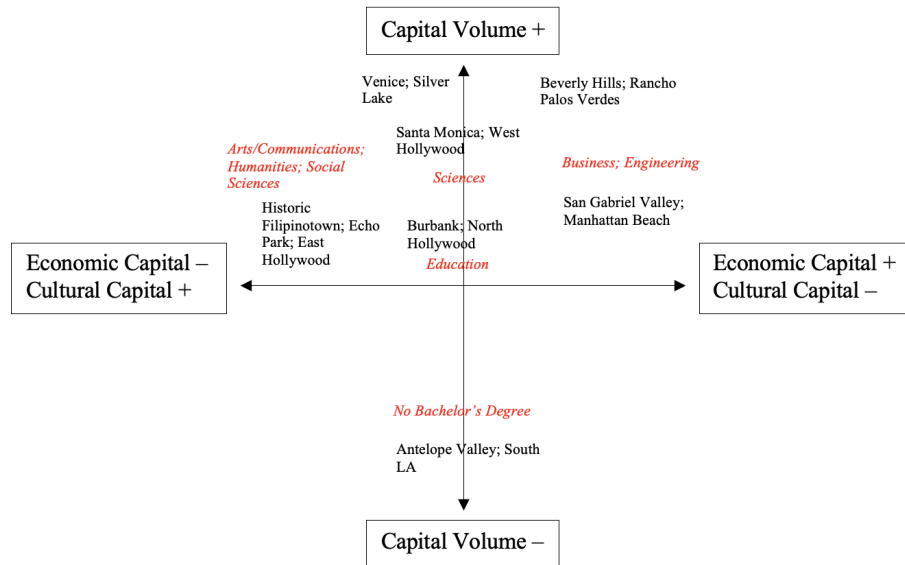 Capital Volume +
Venice; Silver
Lake
Beverly Hills; Rancho
Palos Verdes
Santa Monica; West
Hollywood
Arts/Communications;
Humanities; Social
Sciences
Sciences
Business; Engineering
San Gabriel Valley;
Manhattan Beach
Historic
Filipinotown; Echo
Park; East
Hollywood
Burbank; North
Hollywood
Education
Economic Capital –
Cultural Capital +
Economic Capital +
Cultural Capital –
No Bachelor's Degree
Antelope Valley; South
LA
Capital Volume –